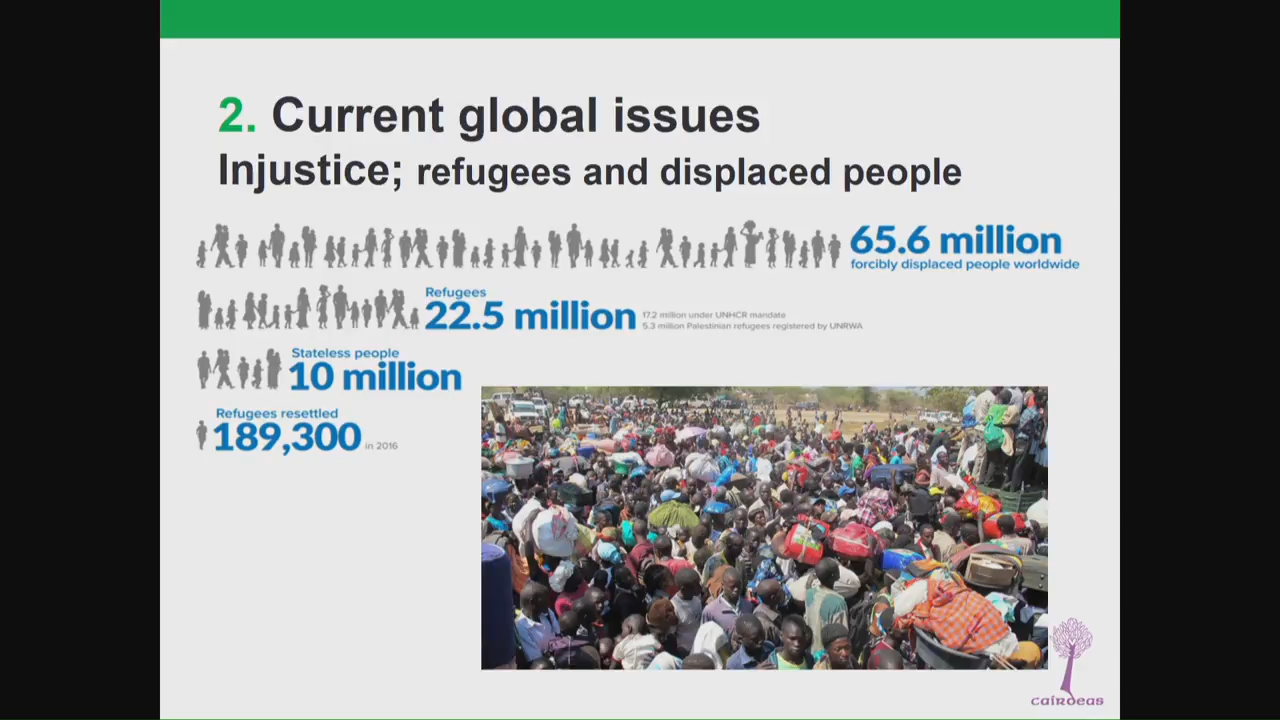 2. Current global issues
Injustice; refugees and displaced people
65.6 million
forcibly displaced people worldwide
Refugees
22.5 million
17.2 million under UNHCR mandate
5.3 million Palestinian refugees registered by UNRWA
Stateless people
10 million
Refugees resettled
189,300 in 2016
caírdeas